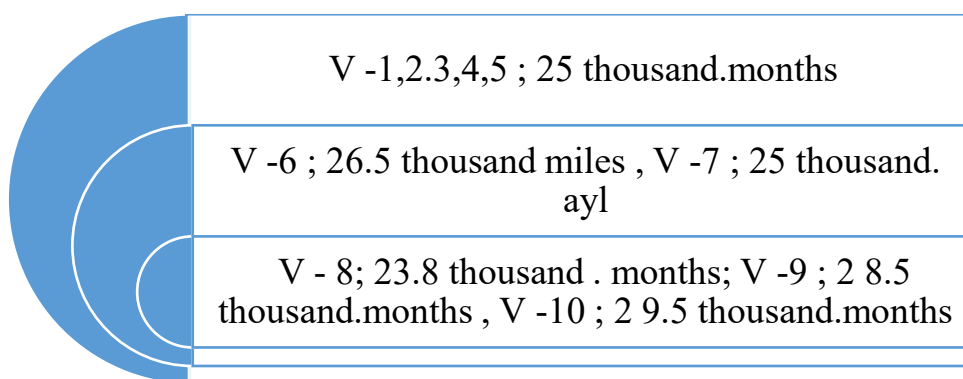 V -1,2.3,4,5 ; 25 thousand.months
V -6 ; 26.5 thousand miles , V -7 ; 25 thousand.
ayl
V - 8; 23.8 thousand . months; V -9 ; 2 8.5
thousand.months , V -10 ; 2 9.5 thousand.months